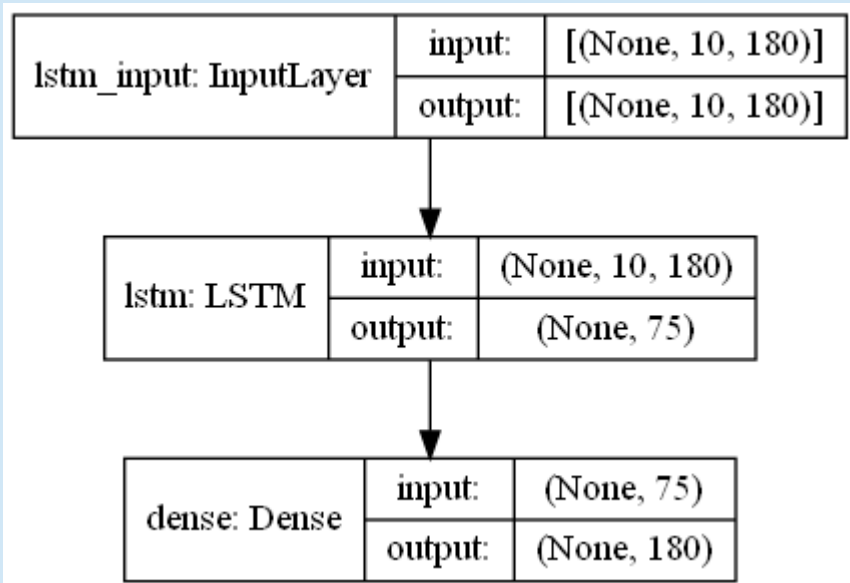 lstm_input: InputLayer
input: [(None, 10, 180)]
output: [(None, 10, 180)]
lstm: LSTM
input: (None, 10, 180)
output: (None, 75)
dense: Dense
input: (None, 75)
output: (None, 180)